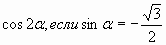 cos 2α, если sin α = −√3/2